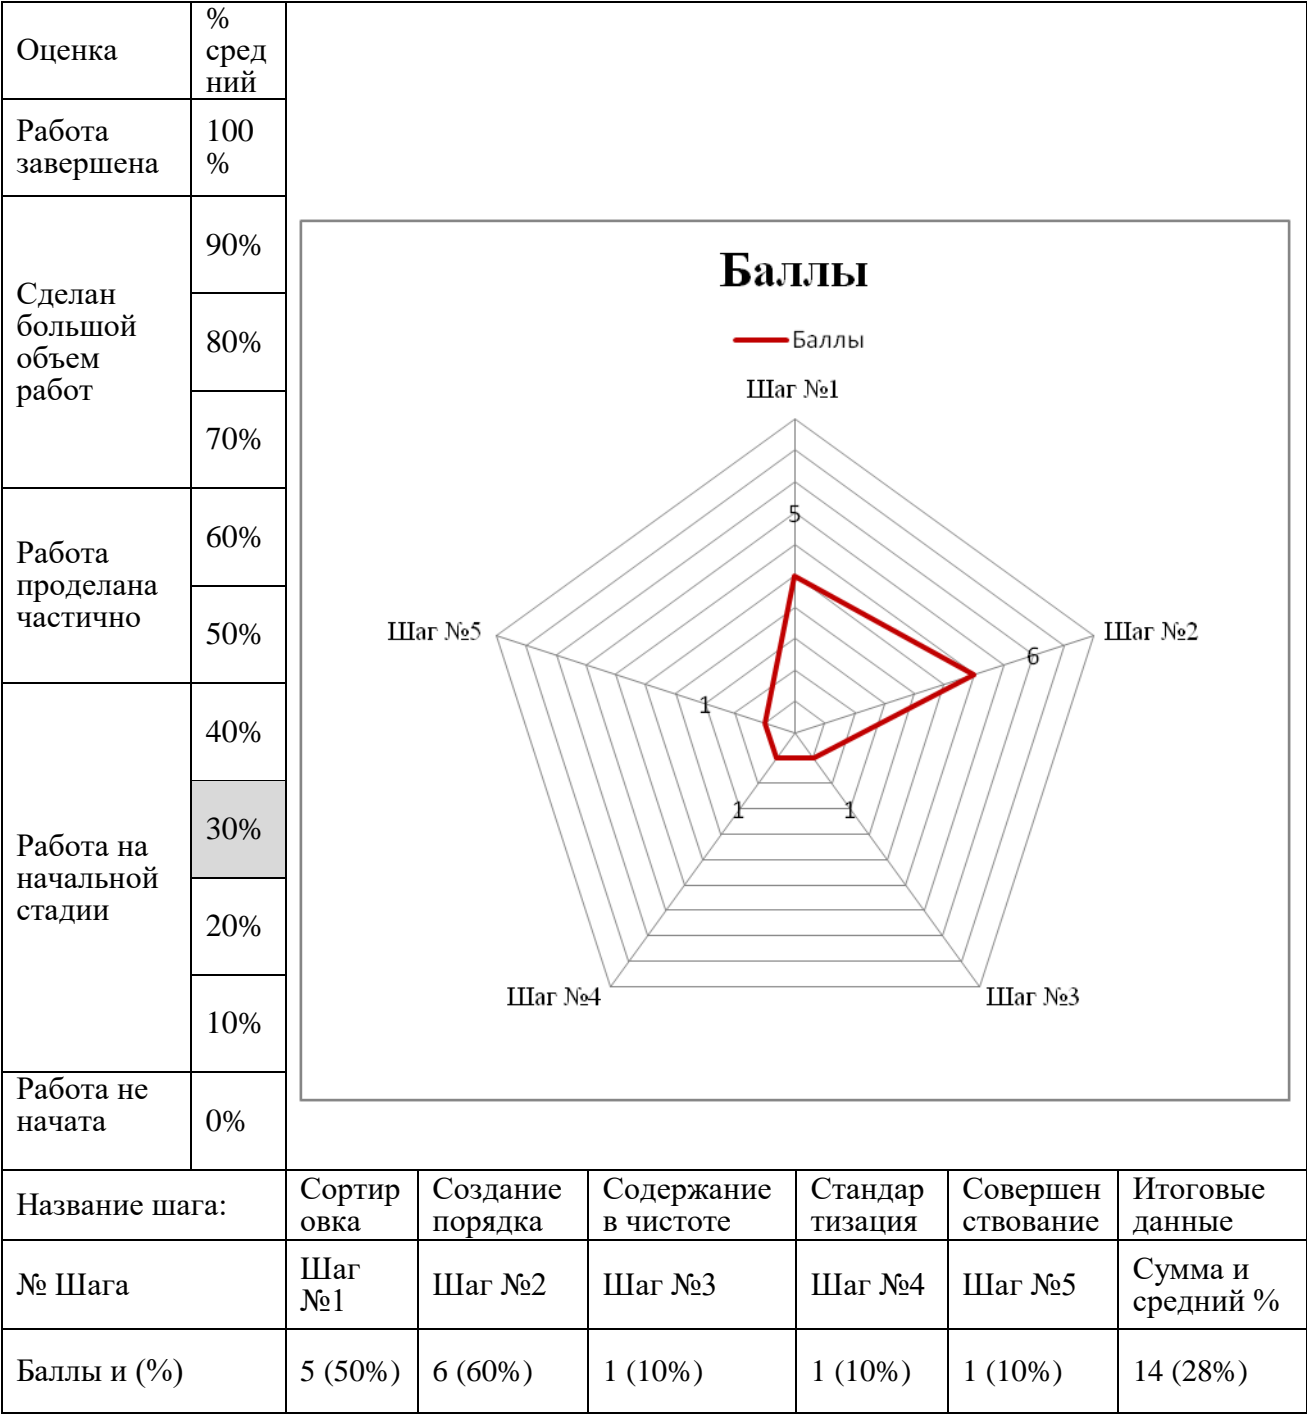 Оценка
%
сред
ний
Работа
завершена
100
%
Сделан
большой
объем
работ
90%
80%
70%
Работа
проделана
частично
60%
50%
Работа на
начальной
стадии
40%
30%
20%
10%
Работа не
начата
0%
Баллы
Баллы
Шаг №1
5
Шаг №5
Шаг №2
6
1
1
1
Шаг №4
Шаг №3
Название шага:
Сортир
овка
Создание
порядка
Содержание
в чистоте
Стандар
тизация
Совершен
ствование
Итоговые
данные
№ Шага
Шаг
№1
Шаг №2
Шаг №3
Шаг №4
Шаг №5
Сумма и
средний %
Баллы и (%)
5 (50%)
6 (60%)
1 (10%)
1 (10%)
1 (10%)
14 (28%)